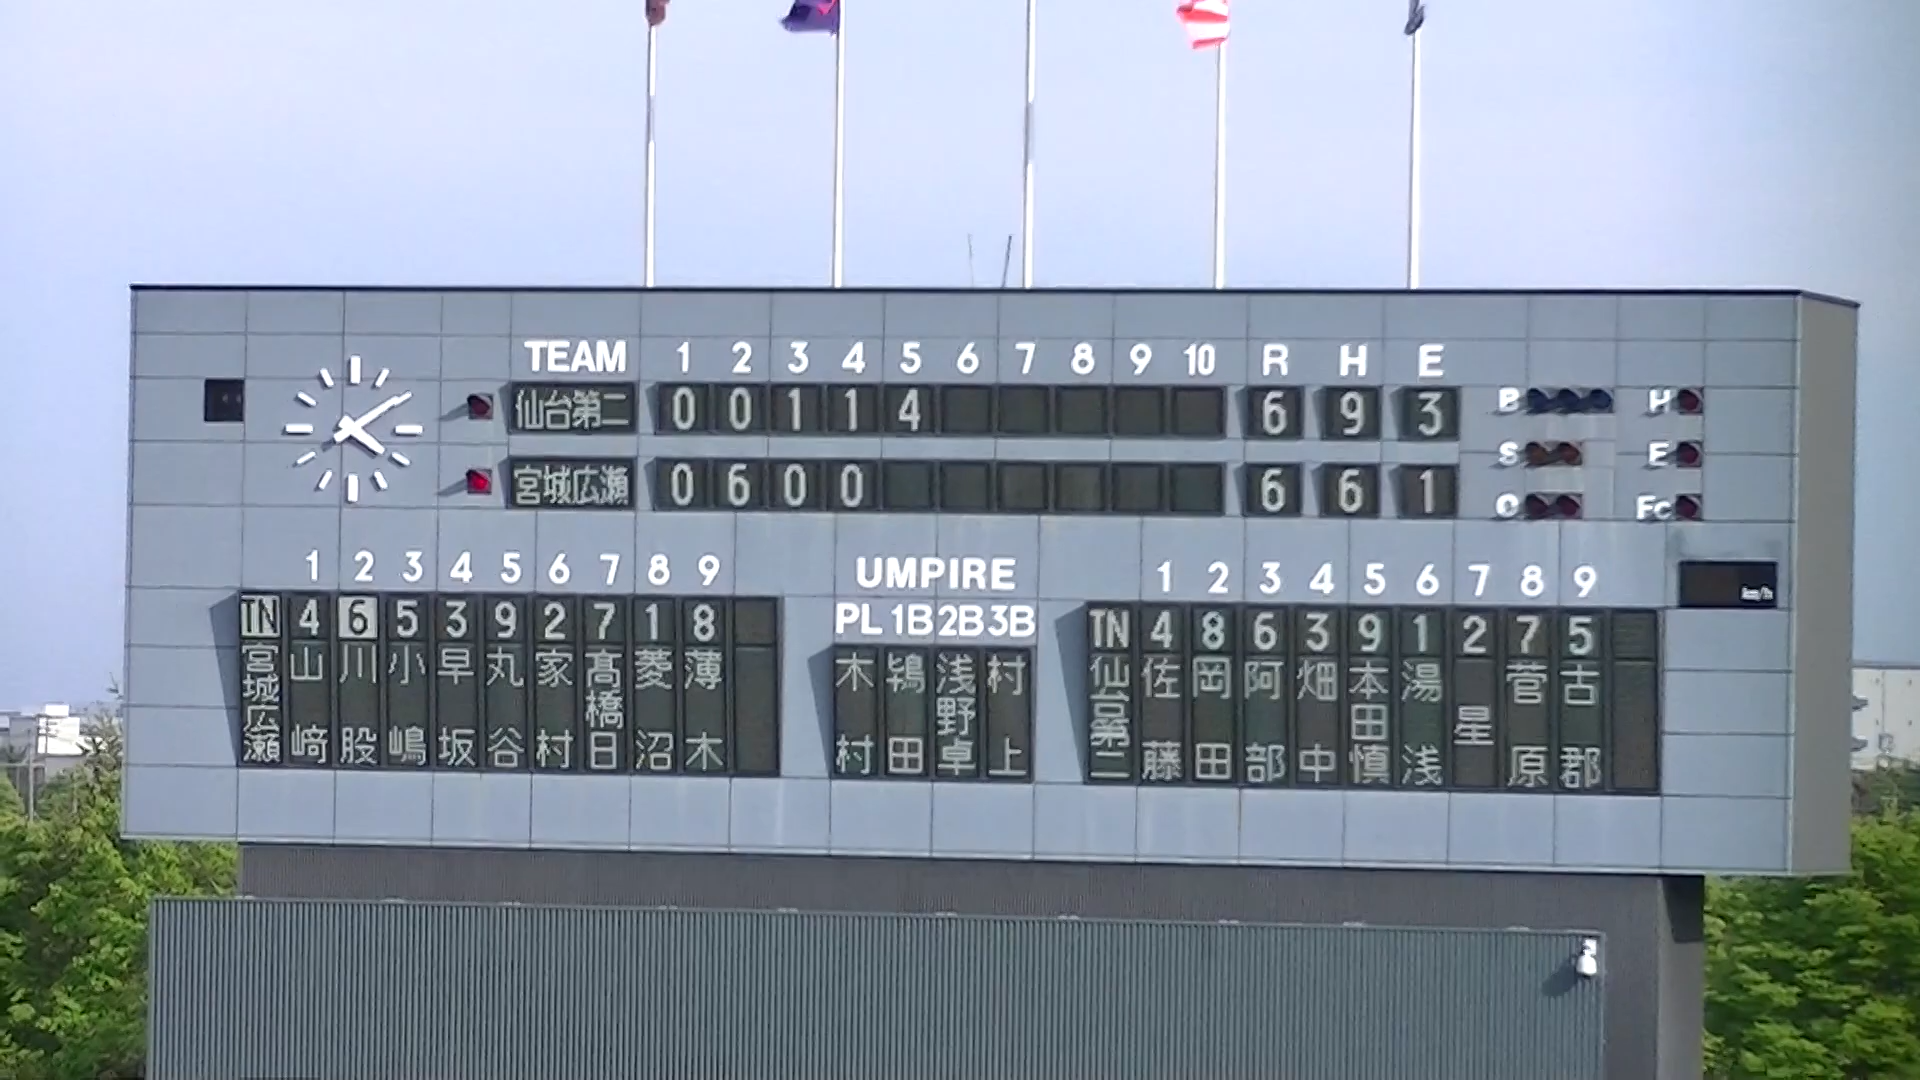 TEAM 1 2 3 4 5 6 7 8 9 10 R H E
仙台第二 0 0 1 1 4 6 9 3
宮城広瀬 0 6 0 0 6 6 1
B H
S E
O Fc
1 2 3 4 5 6 7 8 9
TN 4 6 5 3 9 2 7 1 8
宮城広瀬 山﨑 川股 小嶋 早坂 丸谷 家村 髙橋日 菱沼 薄木
UMPIRE
PL 1B 2B 3B
木村 鴇田 浅野卓 村上
1 2 3 4 5 6 7 8 9
TN 4 8 6 3 9 1 2 7 5
仙台第二 佐藤 岡田 阿部 畑中 本田慎 湯浅 星 菅原 古郡
km/h